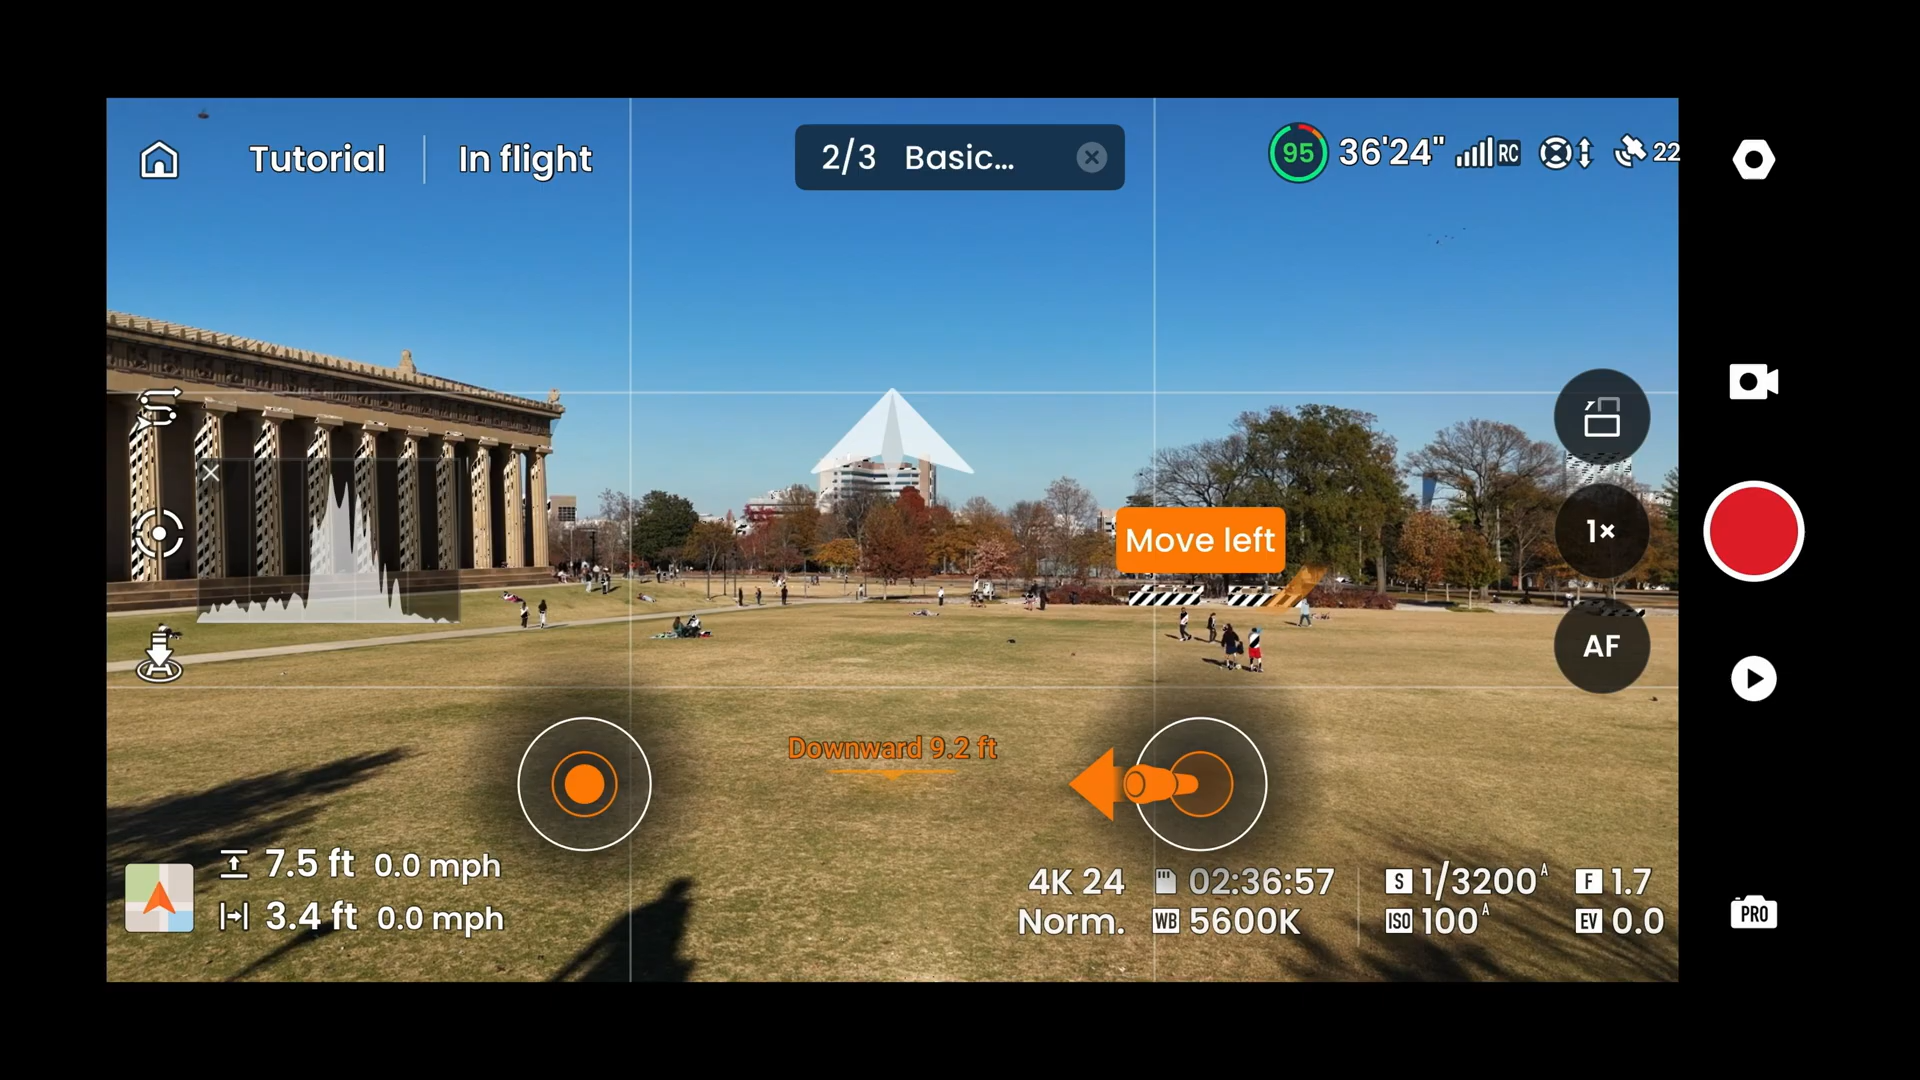 Tutorial
In flight
2/3 Basic...
95
36'24"
RC
22
1×
Move left
AF
Downward 9.2 ft
7.5 ft 0.0 mph
3.4 ft 0.0 mph
4K 24
02:36:57
S 1/3200 A
F 1.7
Norm.
WB 5600K
ISO 100 A
EV 0.0
PRO